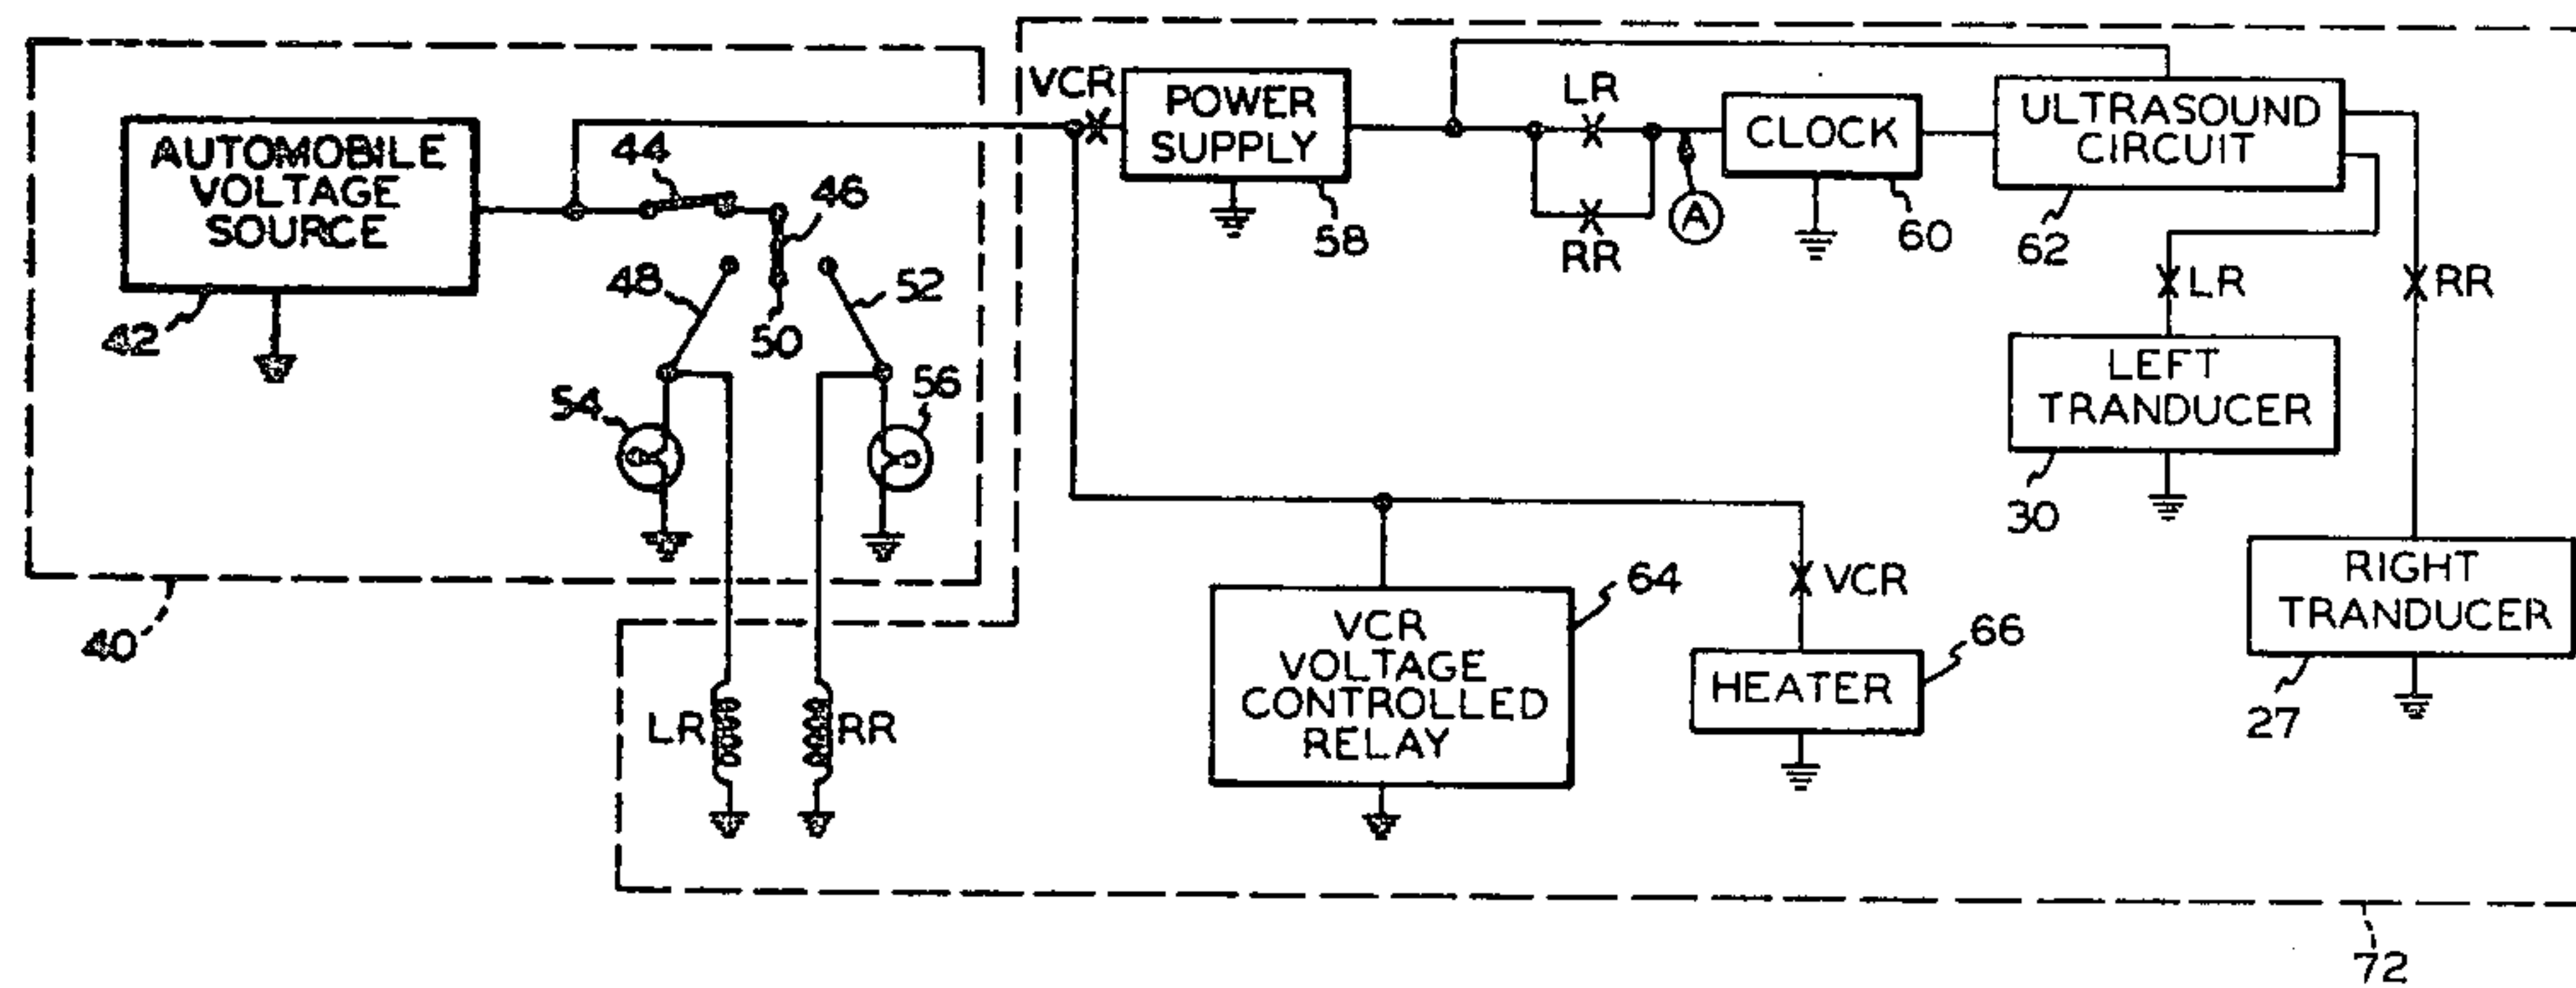 AUTOMOBILE
VOLTAGE
SOURCE
42
44
46
48
50
52
54
56
40
LR
RR
VCR
POWER
SUPPLY
58
LR
RR
A
CLOCK
60
ULTRASOUND
CIRCUIT
62
LR
RR
LEFT
TRANDUCER
30
RIGHT
TRANDUCER
27
VCR
VOLTAGE
CONTROLLED
RELAY
64
VCR
HEATER
66
72